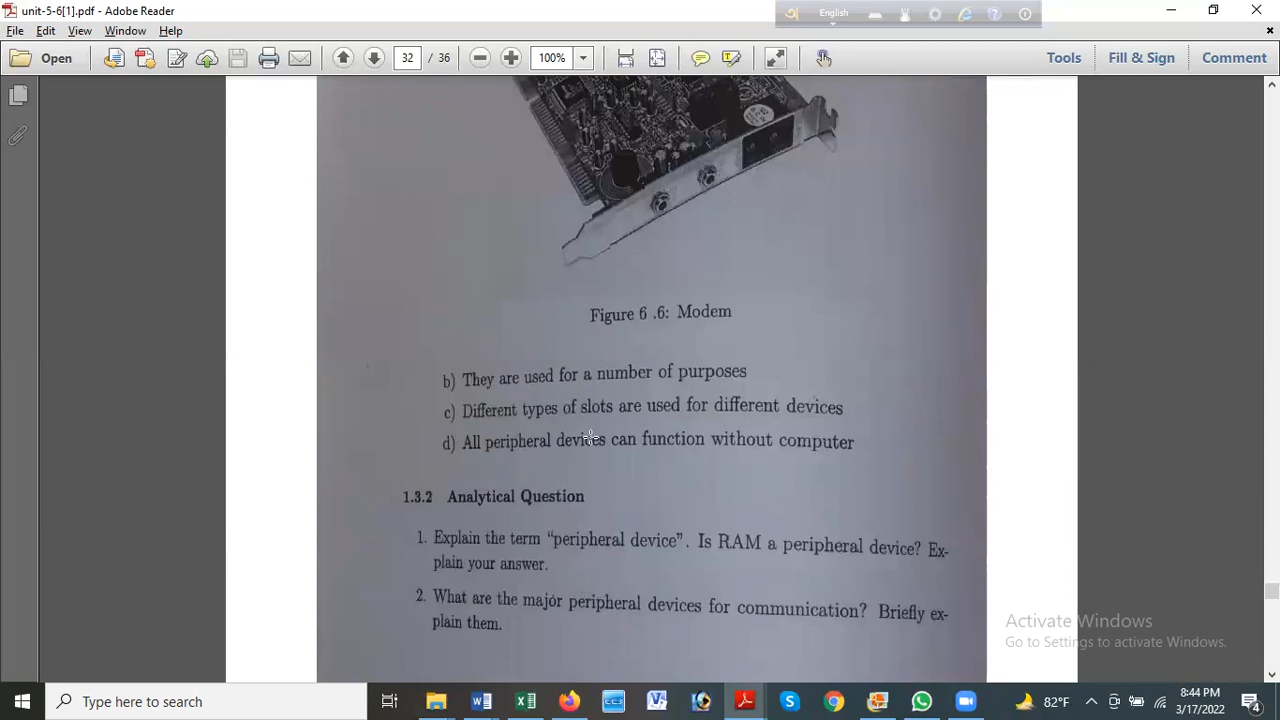 unit-5-6[1].pdf - Adobe Reader
English
File Edit View Window Help
Open 32 / 36 100% Tools Fill & Sign Comment
Figure 6 .6: Modem
b) They are used for a number of purposes
c) Different types of slots are used for different devices
d) All peripheral devices can function without computer
1.3.2 Analytical Question
1. Explain the term “peripheral device”. Is RAM a peripheral device? Ex-
plain your answer.
2. What are the major peripheral devices for communication? Briefly ex-
plain them.
Activate Windows
Go to Settings to activate Windows.
Type here to search
82°F
8:44 PM
3/17/2022
4